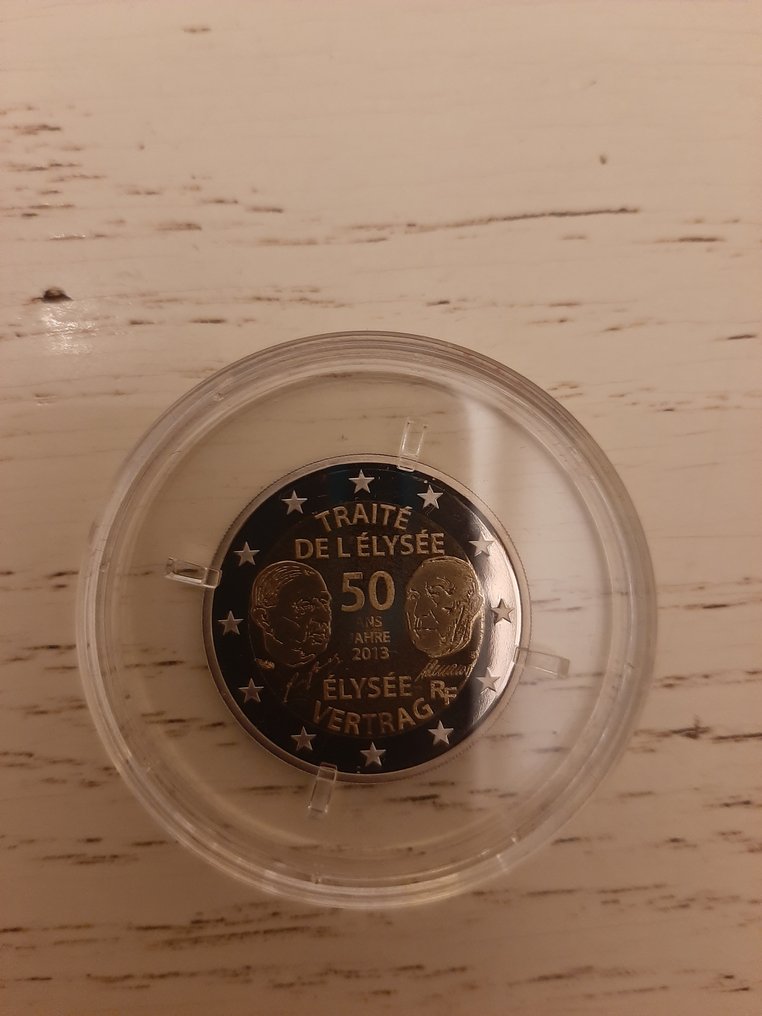 TRAITÉ
DE L'ÉLYSÉE
50
ANS
JAHRE
2013
ÉLYSÉE
VERTRAG
RF